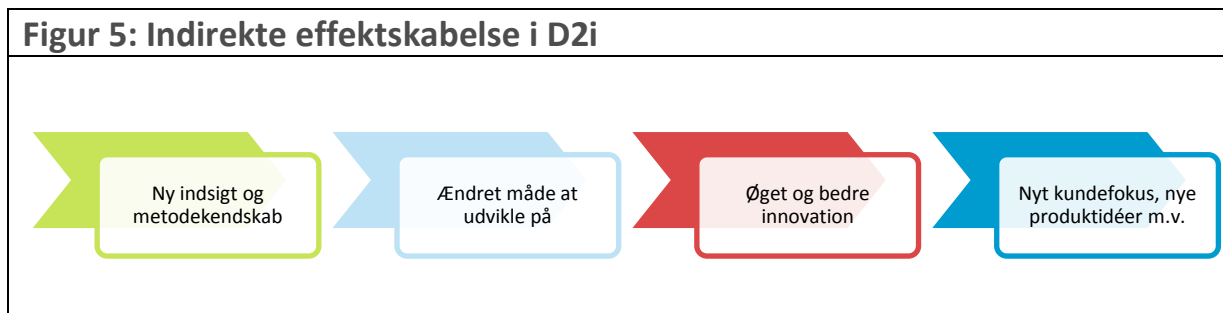 Figur 5: Indirekte effektskabelse i D2i
Ny indsigt og
metodekendskab
Ændret måde at
udvikle på
Øget og bedre
innovation
Nyt kundefokus, nye
produktidéer m.v.